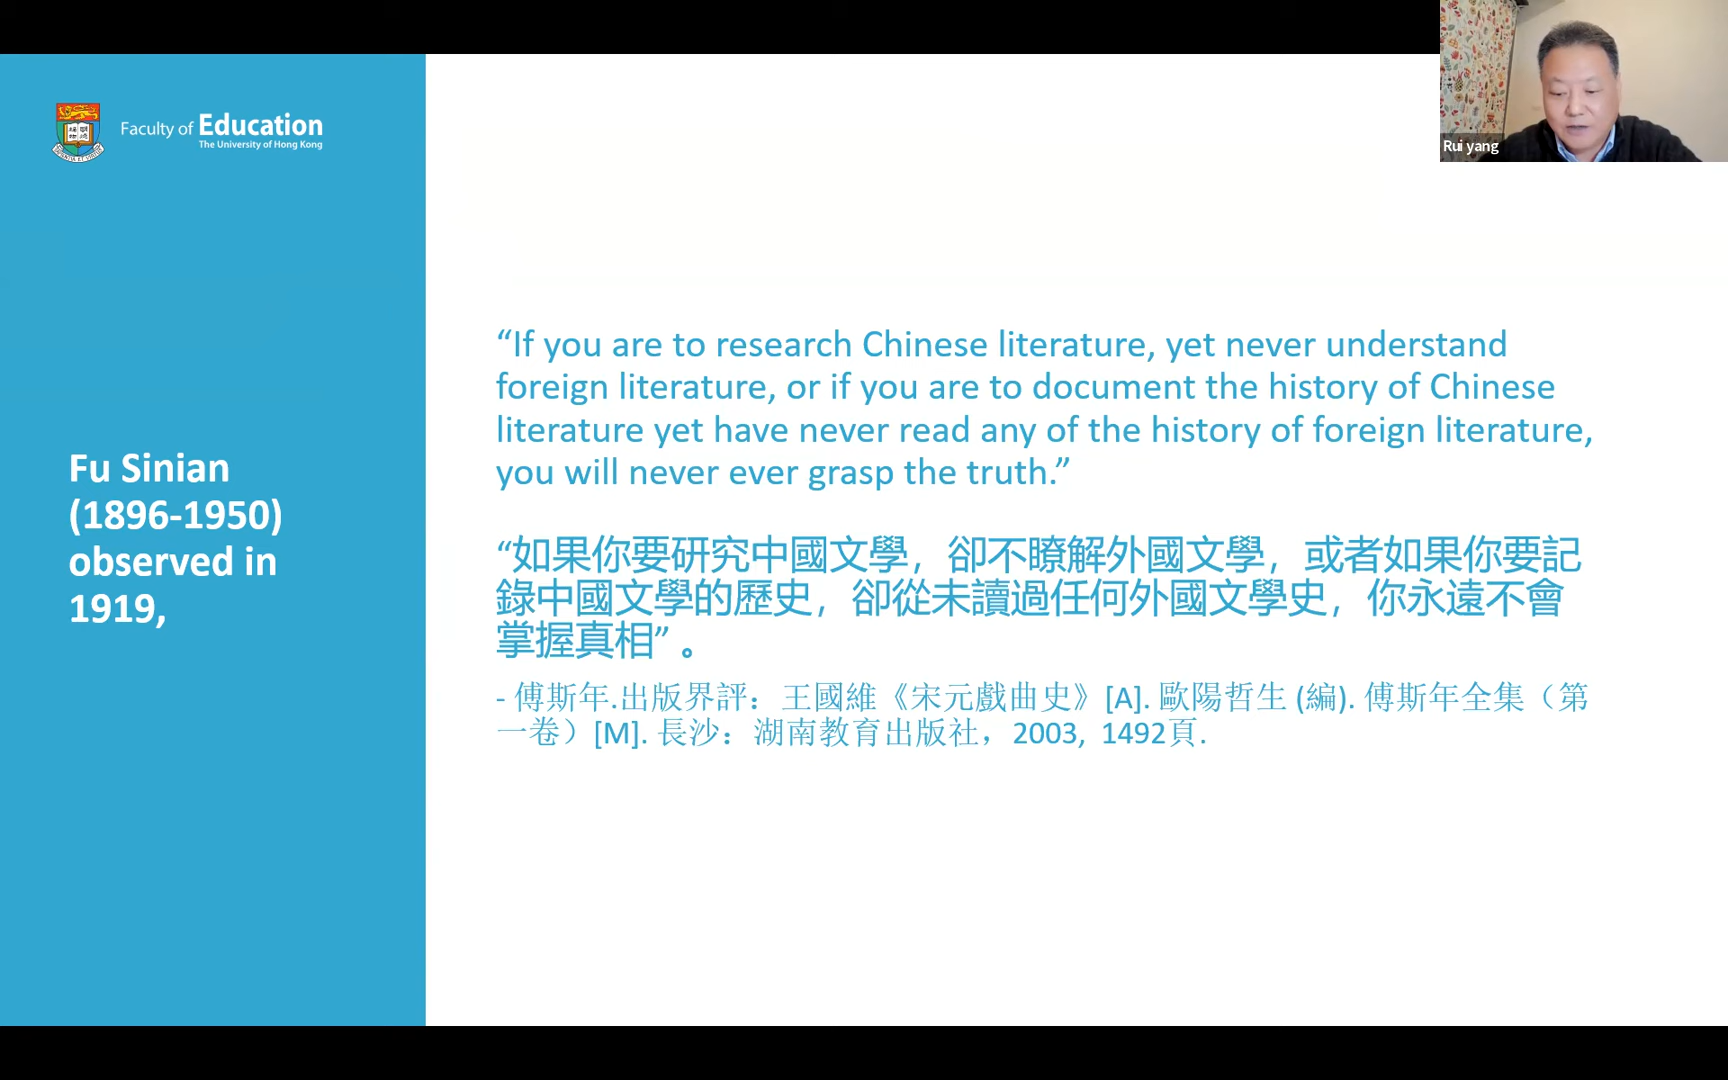 Faculty of Education
The University of Hong Kong
Rui yang
Fu Sinian
(1896-1950)
observed in
1919,
“If you are to research Chinese literature, yet never understand
foreign literature, or if you are to document the history of Chinese
literature yet have never read any of the history of foreign literature,
you will never ever grasp the truth.”
“如果你要研究中國文學，卻不瞭解外國文學，或者如果你要記
錄中國文學的歷史，卻從未讀過任何外國文學史，你永遠不會
掌握真相” 。
- 傅斯年.出版界評：王國維《宋元戲曲史》[A]. 歐陽哲生 (編). 傅斯年全集（第
一卷）[M]. 長沙：湖南教育出版社，2003, 1492頁.